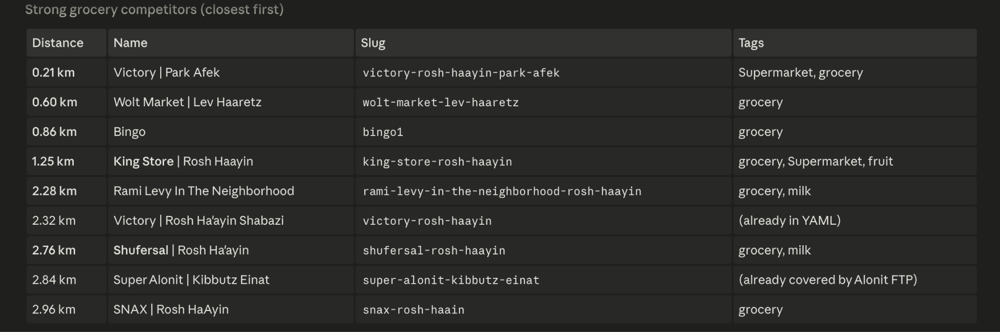 Strong grocery competitors (closest first)
Distance Name Slug Tags
0.21 km Victory | Park Afek victory-rosh-haayin-park-afek Supermarket, grocery
0.60 km Wolt Market | Lev Haaretz wolt-market-lev-haaretz grocery
0.86 km Bingo bingo1 grocery
1.25 km King Store | Rosh Haayin king-store-rosh-haayin grocery, Supermarket, fruit
2.28 km Rami Levy In The Neighborhood rami-levy-in-the-neighborhood-rosh-haayin grocery, milk
2.32 km Victory | Rosh Ha'ayin Shabazi victory-rosh-haayin (already in YAML)
2.76 km Shufersal | Rosh Ha'ayin shufersal-rosh-haayin grocery, milk
2.84 km Super Alonit | Kibbutz Einat super-alonit-kibbutz-einat (already covered by Alonit FTP)
2.96 km SNAX | Rosh HaAyin snax-rosh-haain grocery